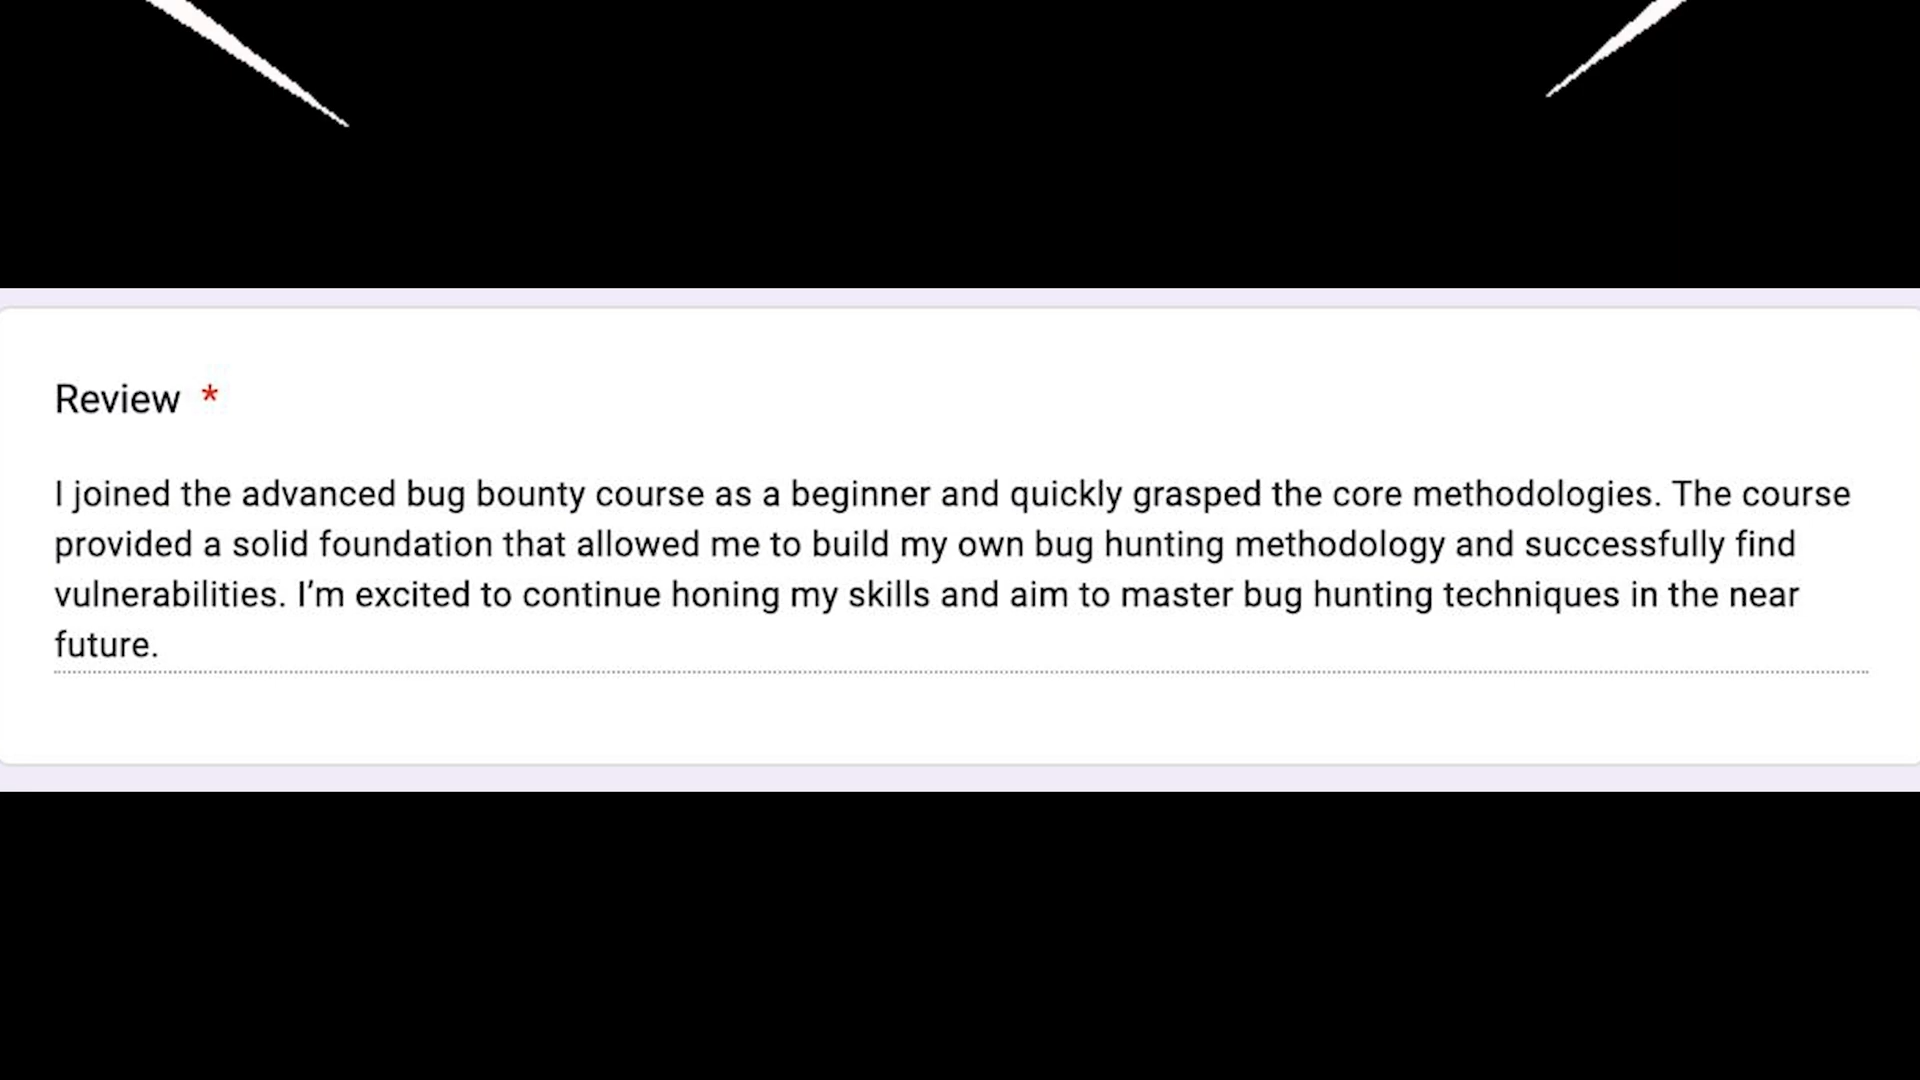 Review *
I joined the advanced bug bounty course as a beginner and quickly grasped the core methodologies. The course
provided a solid foundation that allowed me to build my own bug hunting methodology and successfully find
vulnerabilities. I’m excited to continue honing my skills and aim to master bug hunting techniques in the near
future.